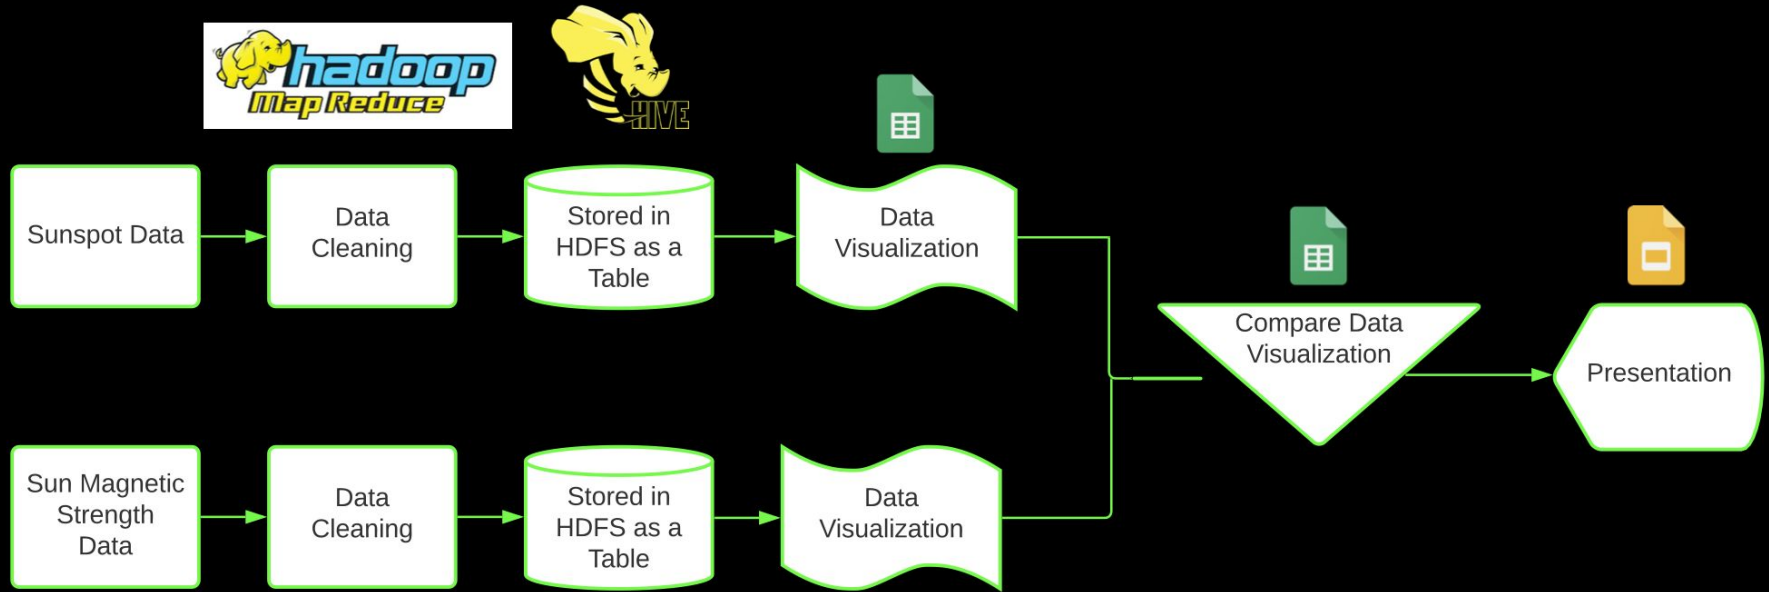 hadoop
Map Reduce
HIVE
Sunspot Data
Data
Cleaning
Stored in
HDFS as a
Table
Data
Visualization
Compare Data
Visualization
Presentation
Sun Magnetic
Strength
Data
Data
Cleaning
Stored in
HDFS as a
Table
Data
Visualization